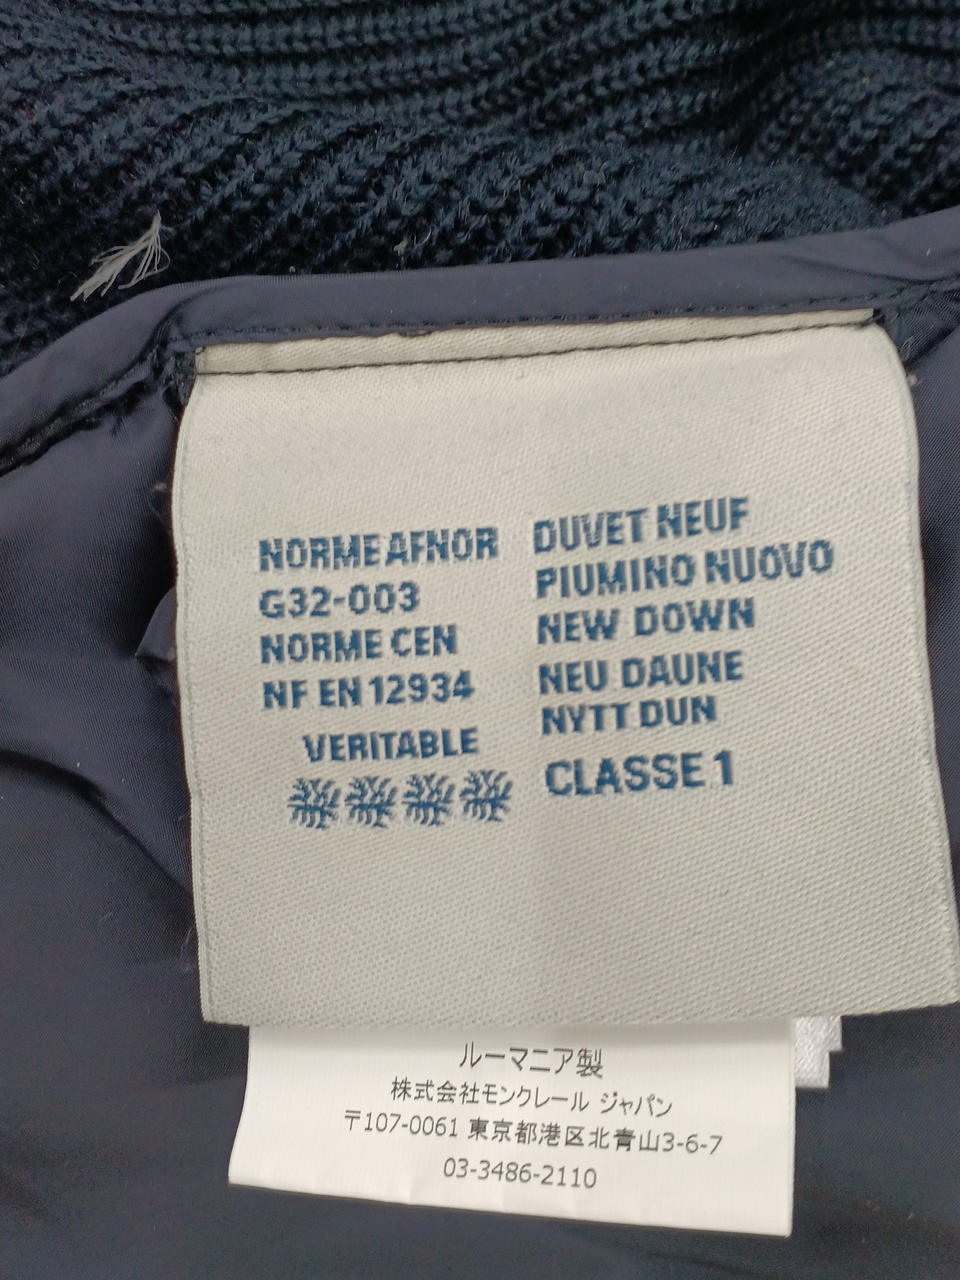 NORME AFNOR
G32-003
NORME CEN
NF EN 12934
VERITABLE
DUVET NEUF
PIUMINO NUOVO
NEW DOWN
NEU DAUNE
NYTT DUN
CLASSE 1
ルーマニア製
株式会社モンクレール ジャパン
〒107-0061 東京都港区北青山3-6-7
03-3486-2110